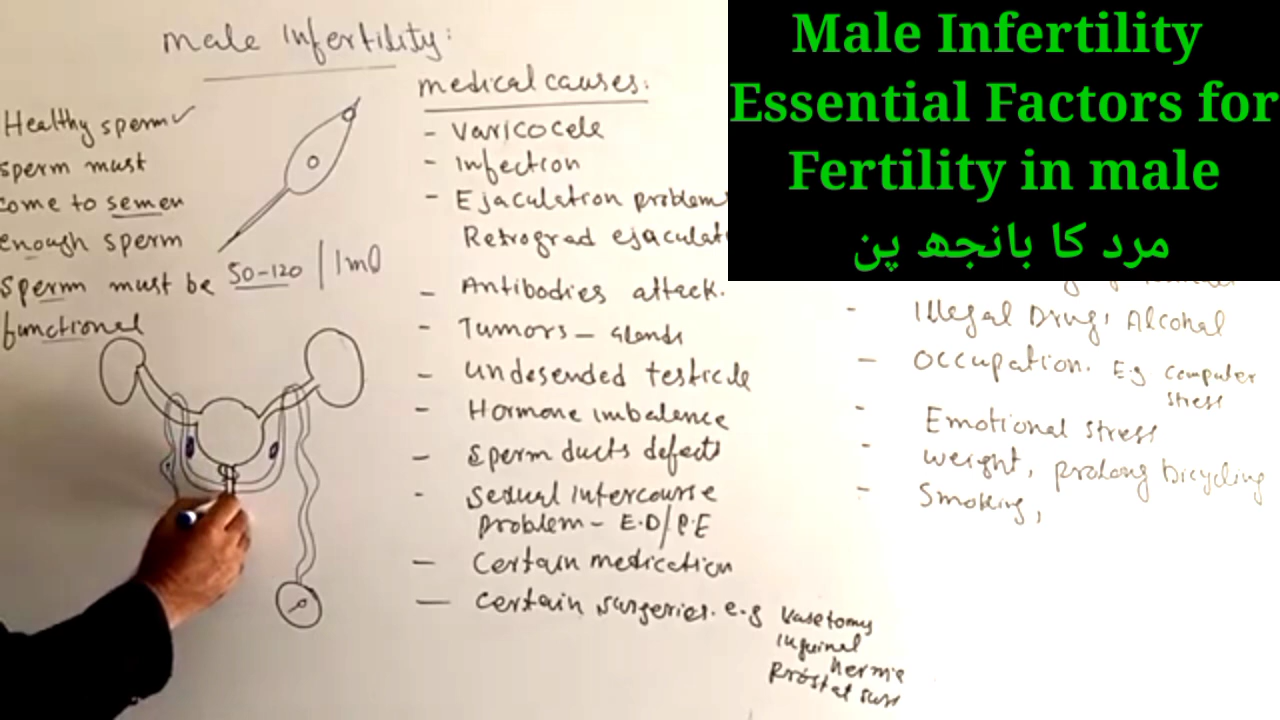 Male Infertility
Essential Factors for
Fertility in male
مرد کا بانجھ پن
male Infertility:
Healthy sperm✓
sperm must
come to semen
enough sperm
sperm must be 50-120 / 1ml
functional
medical causes:
- Varicocele
- Infection
- Ejaculation problem
Retrograd ejaculati
- Antibodies attack.
- Tumors - Glands
- undesended testicle
- Hormone imbalence
- Sperm ducts defects
- Sexual Intercourse
problem - E.D/P.E
- Certain medication
- Certain surgeries. e.g Vasetomy
inguinal
hernia
Prostat surg
- Illegal Drug, Alcohal
- Occupation. Eg computer
stress
- Emotional stress
- weight, prolong bicycling
- Smoking,